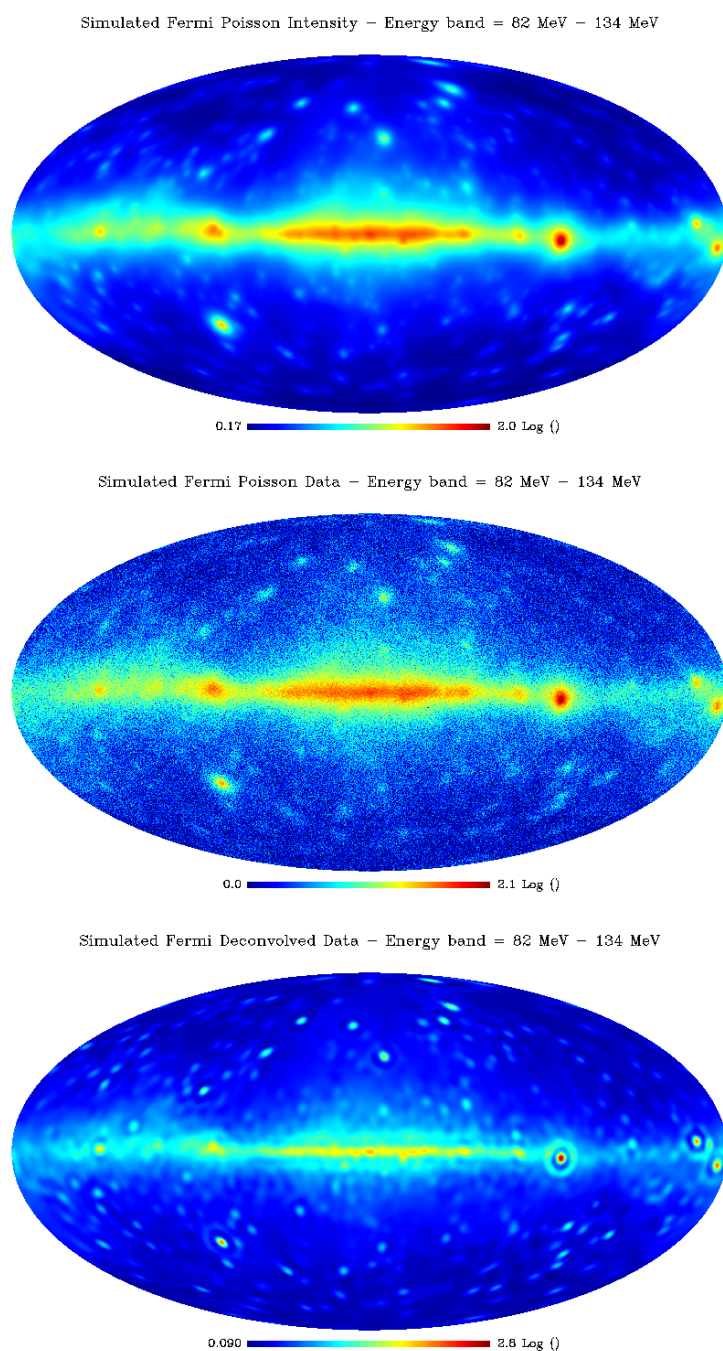 Simulated Fermi Poisson Intensity – Energy band = 82 MeV – 134 MeV
0.17 2.0 Log ()
Simulated Fermi Poisson Data – Energy band = 82 MeV – 134 MeV
0.0 2.1 Log ()
Simulated Fermi Deconvolved Data – Energy band = 82 MeV – 134 MeV
0.090 2.8 Log ()